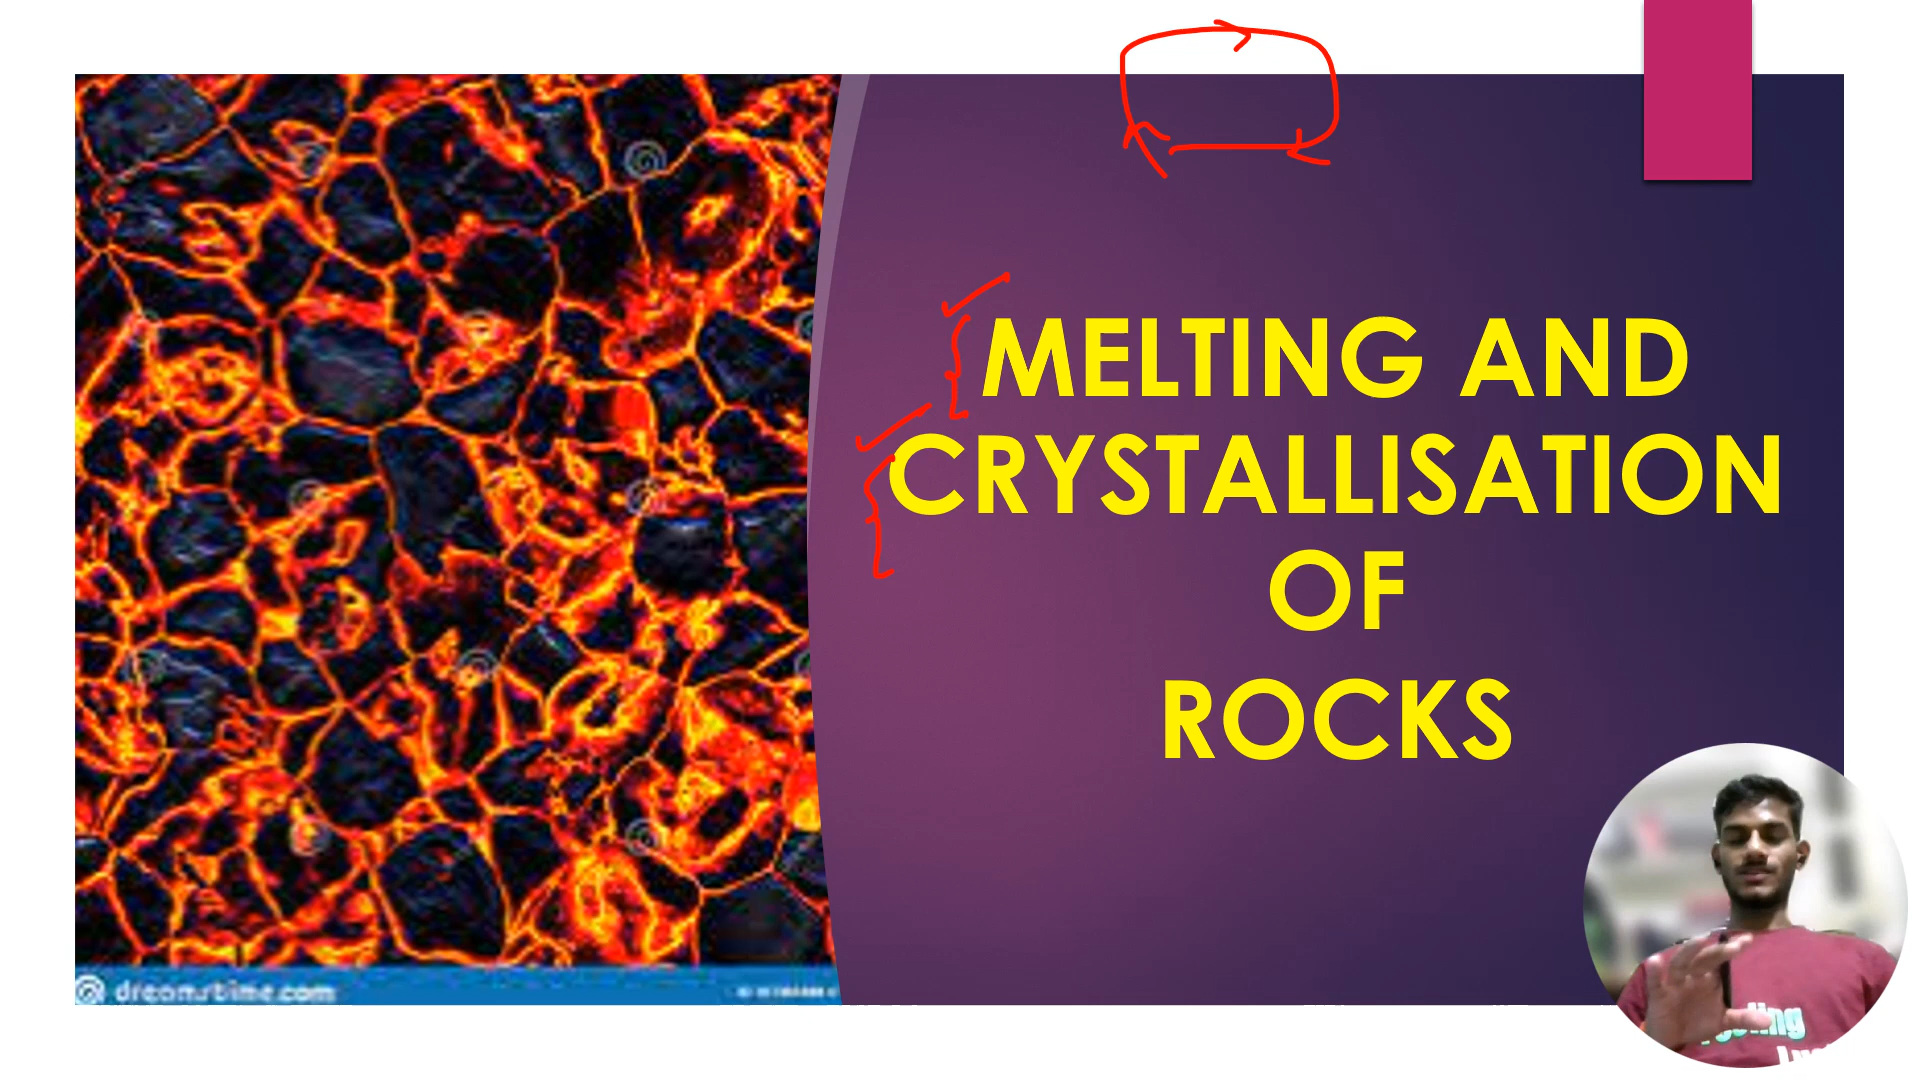 MELTING AND
CRYSTALLISATION
OF
ROCKS
dreamstime.com